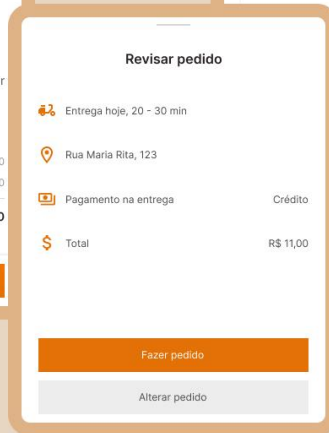 Revisar pedido
Entrega hoje, 20 - 30 min
Rua Maria Rita, 123
Pagamento na entrega Crédito
Total R$ 11,00
Fazer pedido
Alterar pedido